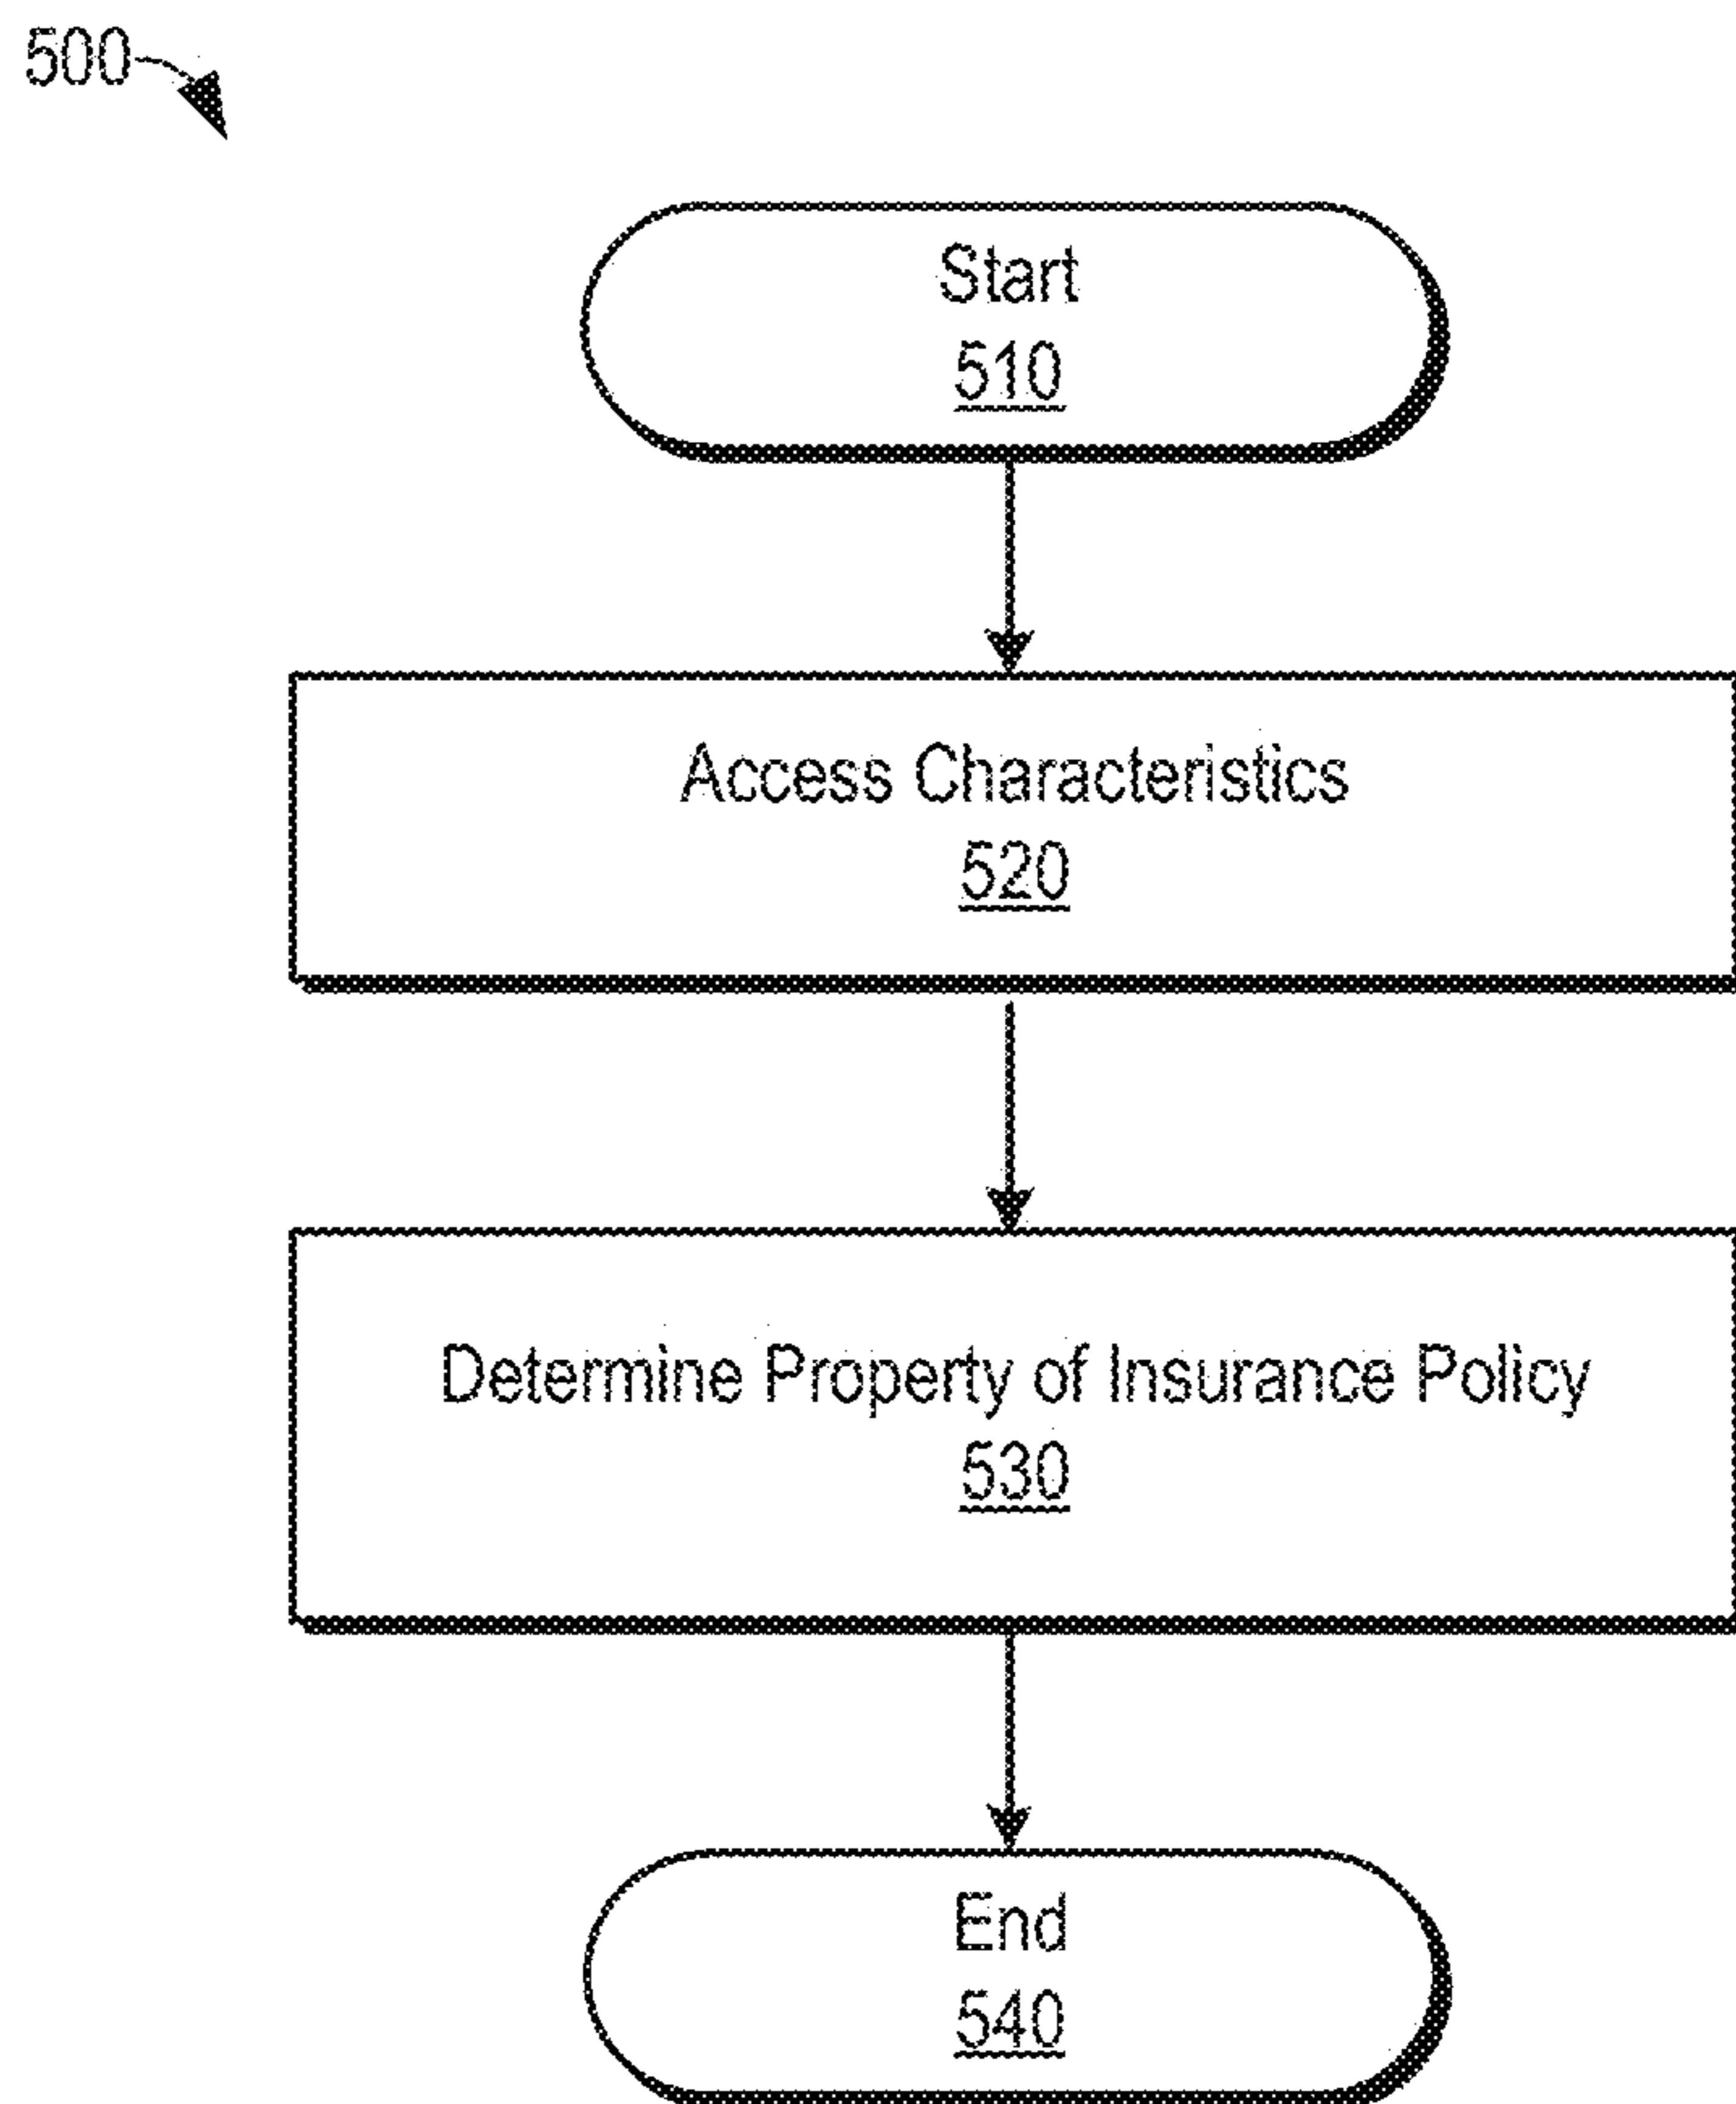 500
Start
510
Access Characteristics
520
Determine Property of Insurance Policy
530
End
540